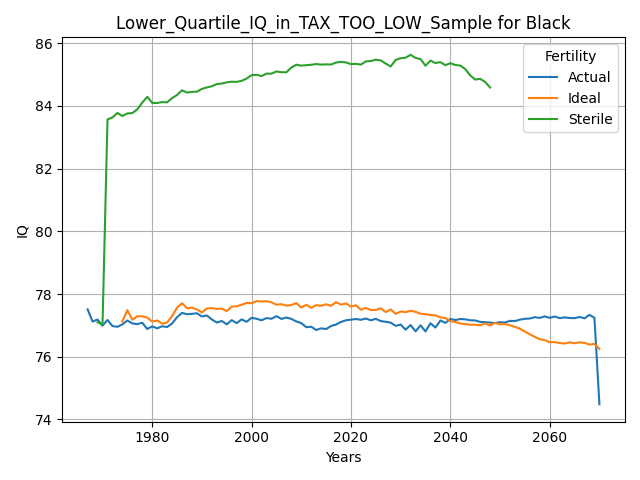 Lower_Quartile_IQ_in_TAX_TOO_LOW_Sample for Black
Fertility
Actual
Ideal
Sterile
86
84
82
80
78
76
74
IQ
1980
2000
2020
2040
2060
Years